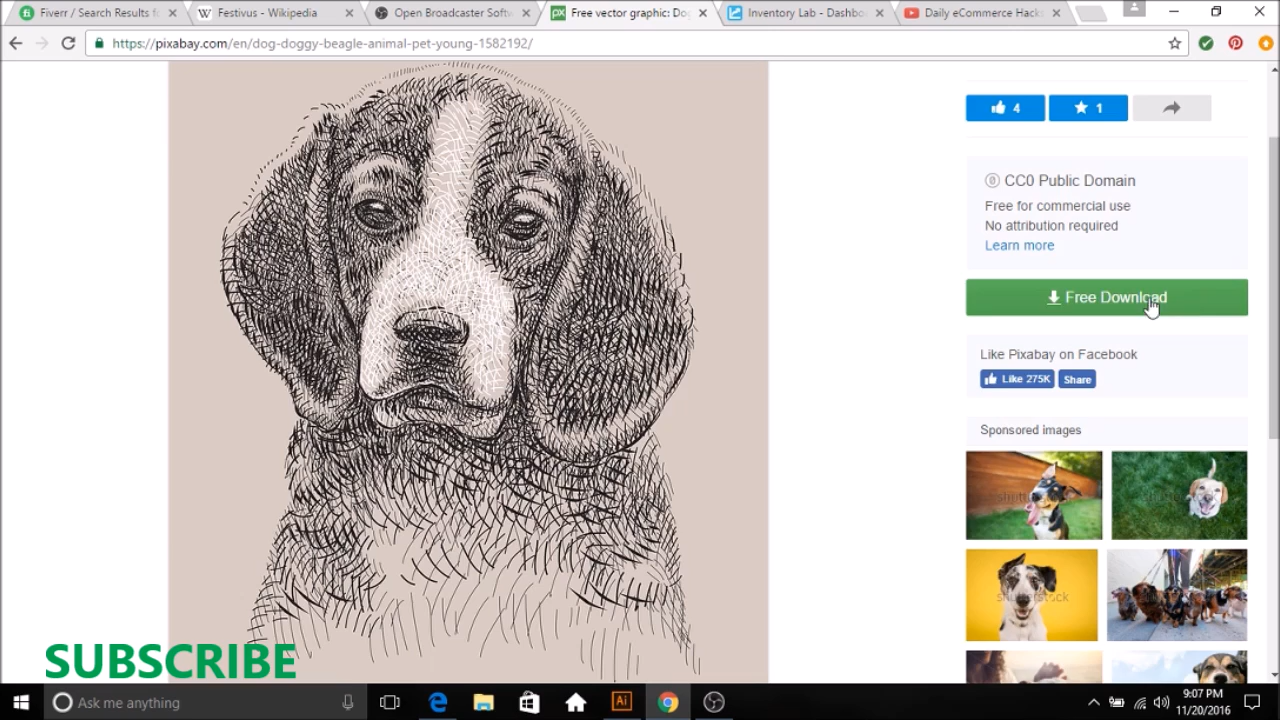 Fiverr / Search Results fo
Festivus - Wikipedia
Open Broadcaster Softw
Free vector graphic: Dog
Inventory Lab - Dashbo
Daily eCommerce Hacks
https://pixabay.com/en/dog-doggy-beagle-animal-pet-young-1582192/
4
1
CC0 Public Domain
Free for commercial use
No attribution required
Learn more
Free Download
Like Pixabay on Facebook
Like 275K
Share
Sponsored images
SUBSCRIBE
Ask me anything
9:07 PM
11/20/2016